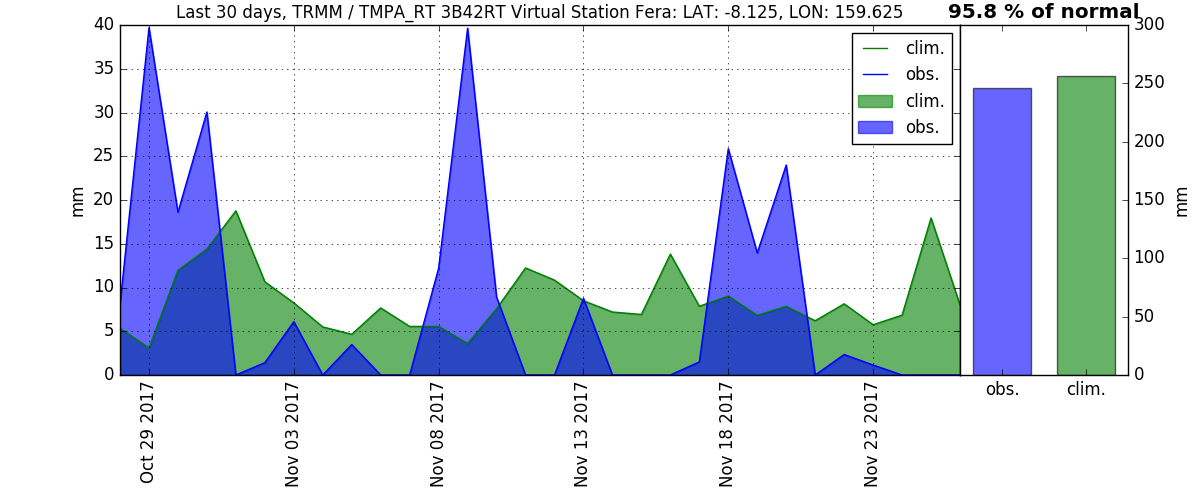 Last 30 days, TRMM / TMPA_RT 3B42RT Virtual Station Fera: LAT: -8.125, LON: 159.625
95.8 % of normal
40
35
30
25
20
15
10
5
0
mm
clim.
obs.
clim.
obs.
Oct 29 2017
Nov 03 2017
Nov 08 2017
Nov 13 2017
Nov 18 2017
Nov 23 2017
300
250
200
150
100
50
0
mm
obs.
clim.